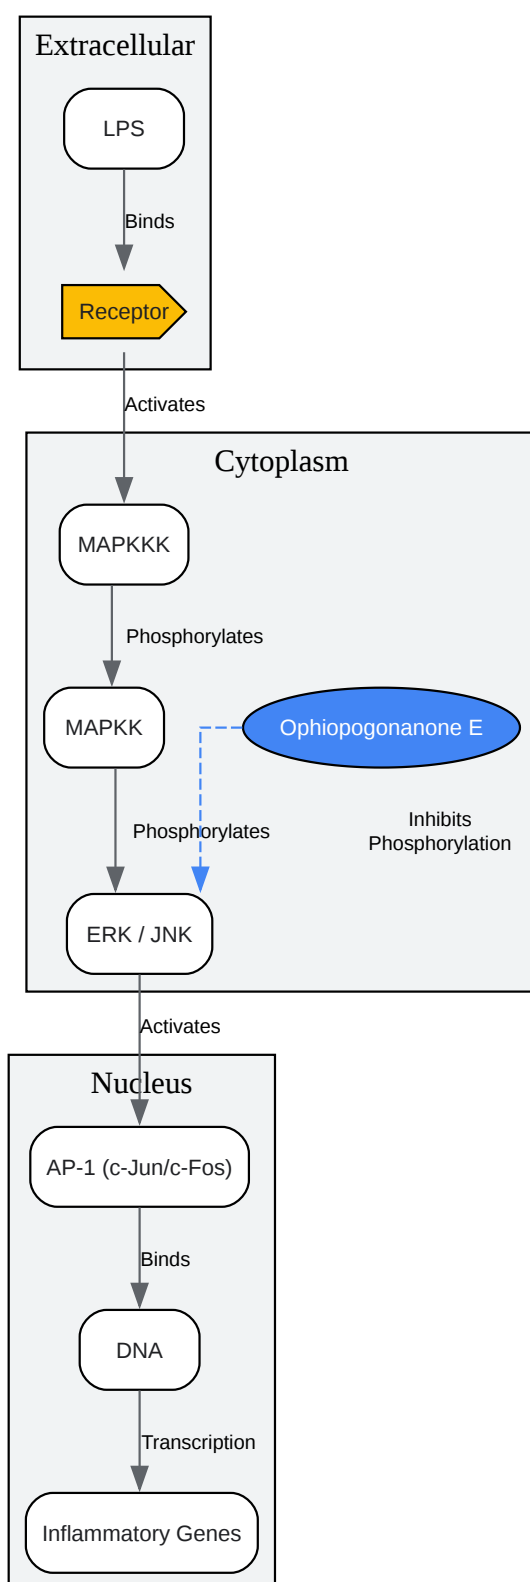 Extracellular
LPS
Binds
Receptor
Activates
Cytoplasm
MAPKKK
Phosphorylates
MAPKK
Ophiopogonanone E
Phosphorylates
Inhibits
Phosphorylation
ERK / JNK
Activates
Nucleus
AP-1 (c-Jun/c-Fos)
Binds
DNA
Transcription
Inflammatory Genes